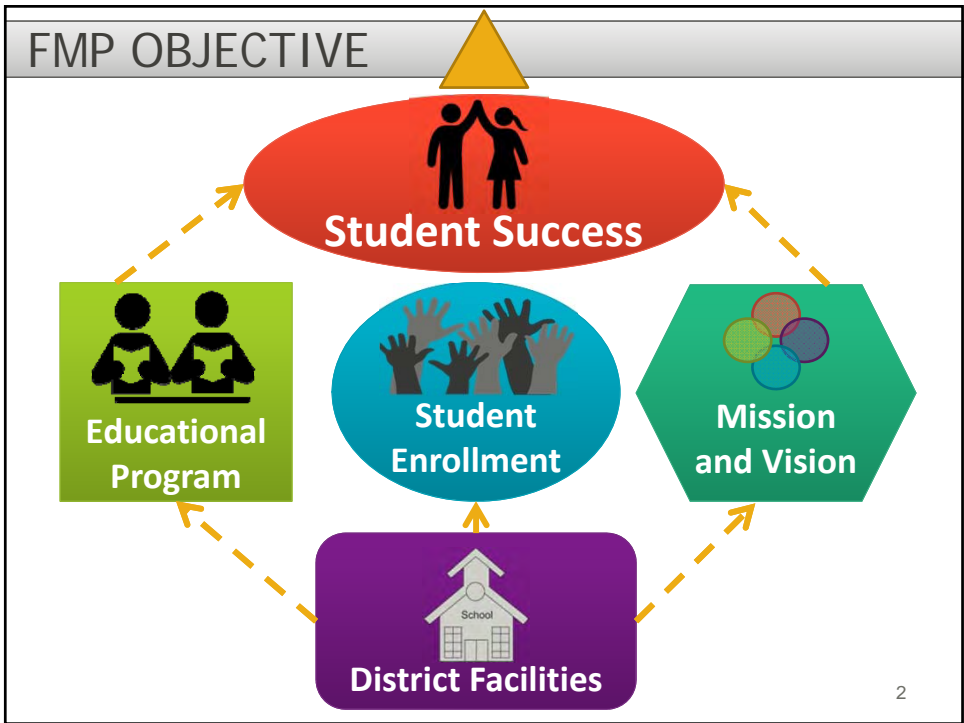 FMP OBJECTIVE
Student Success
Educational
Program
Student
Enrollment
Mission
and Vision
School
District Facilities
2